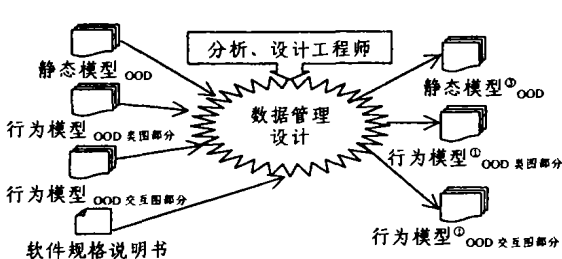 分析、设计工程师
静态模型OOD
行为模型OOD 类图部分
行为模型OOD 交互图部分
软件规格说明书
数据管理
设计
静态模型①OOD
行为模型①OOD 类图部分
行为模型①OOD 交互图部分